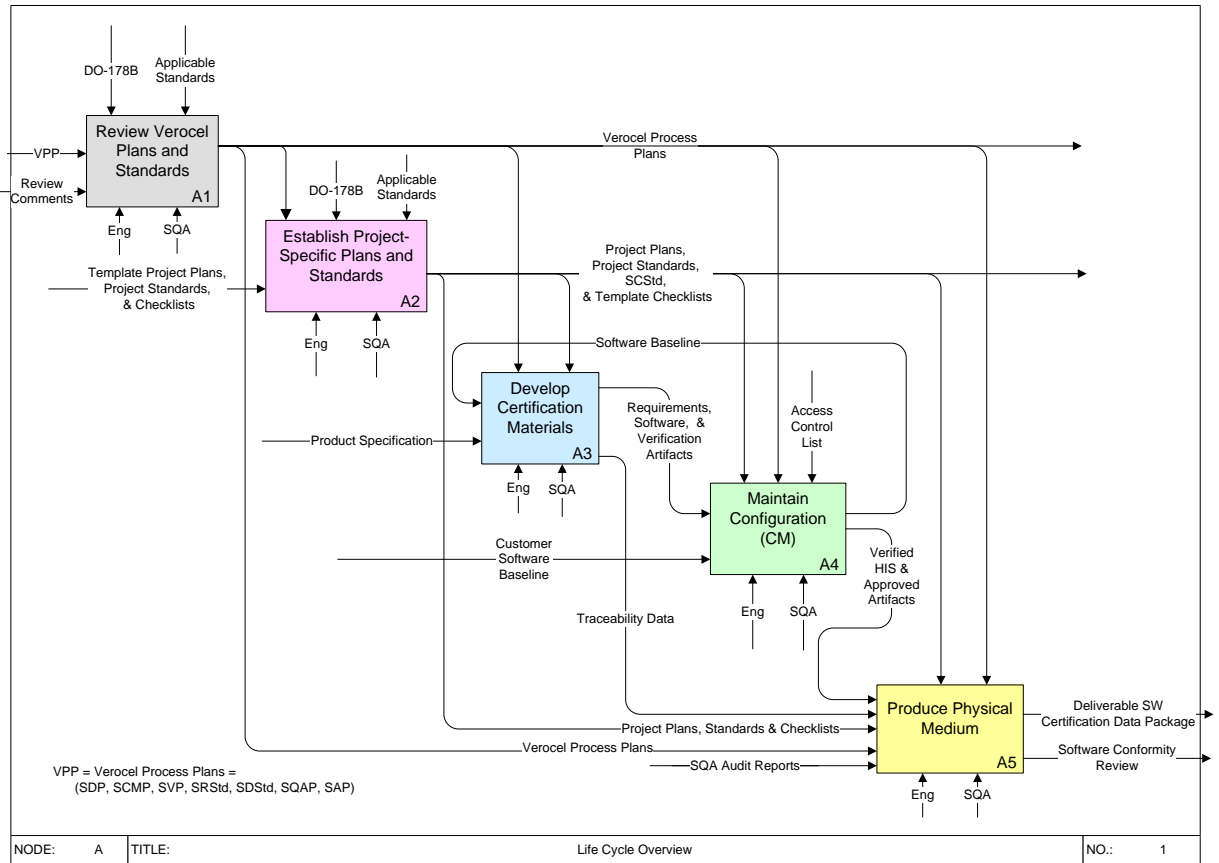 DO-178B
Applicable
Standards
Review Verocel
Plans and
Standards
A1
VPP
Review
Comments
Eng
SQA
Verocel Process
Plans
DO-178B
Applicable
Standards
Establish Project-
Specific Plans and
Standards
A2
Template Project Plans,
Project Standards,
& Checklists
Eng
SQA
Project Plans,
Project Standards,
SCStd,
& Template Checklists
Software Baseline
Develop
Certification
Materials
A3
Product Specification
Eng
SQA
Requirements,
Software, &
Verification
Artifacts
Access
Control
List
Maintain
Configuration
(CM)
A4
Customer
Software
Baseline
Eng
SQA
Verified
HIS &
Approved
Artifacts
Traceability Data
Produce Physical
Medium
A5
Project Plans, Standards & Checklists
Verocel Process Plans
SQA Audit Reports
Eng
SQA
Deliverable SW
Certification Data Package
Software Conformity
Review
VPP = Verocel Process Plans =
(SDP, SCMP, SVP, SRStd, SDStd, SQAP, SAP)
NODE: A TITLE: Life Cycle Overview NO.: 1